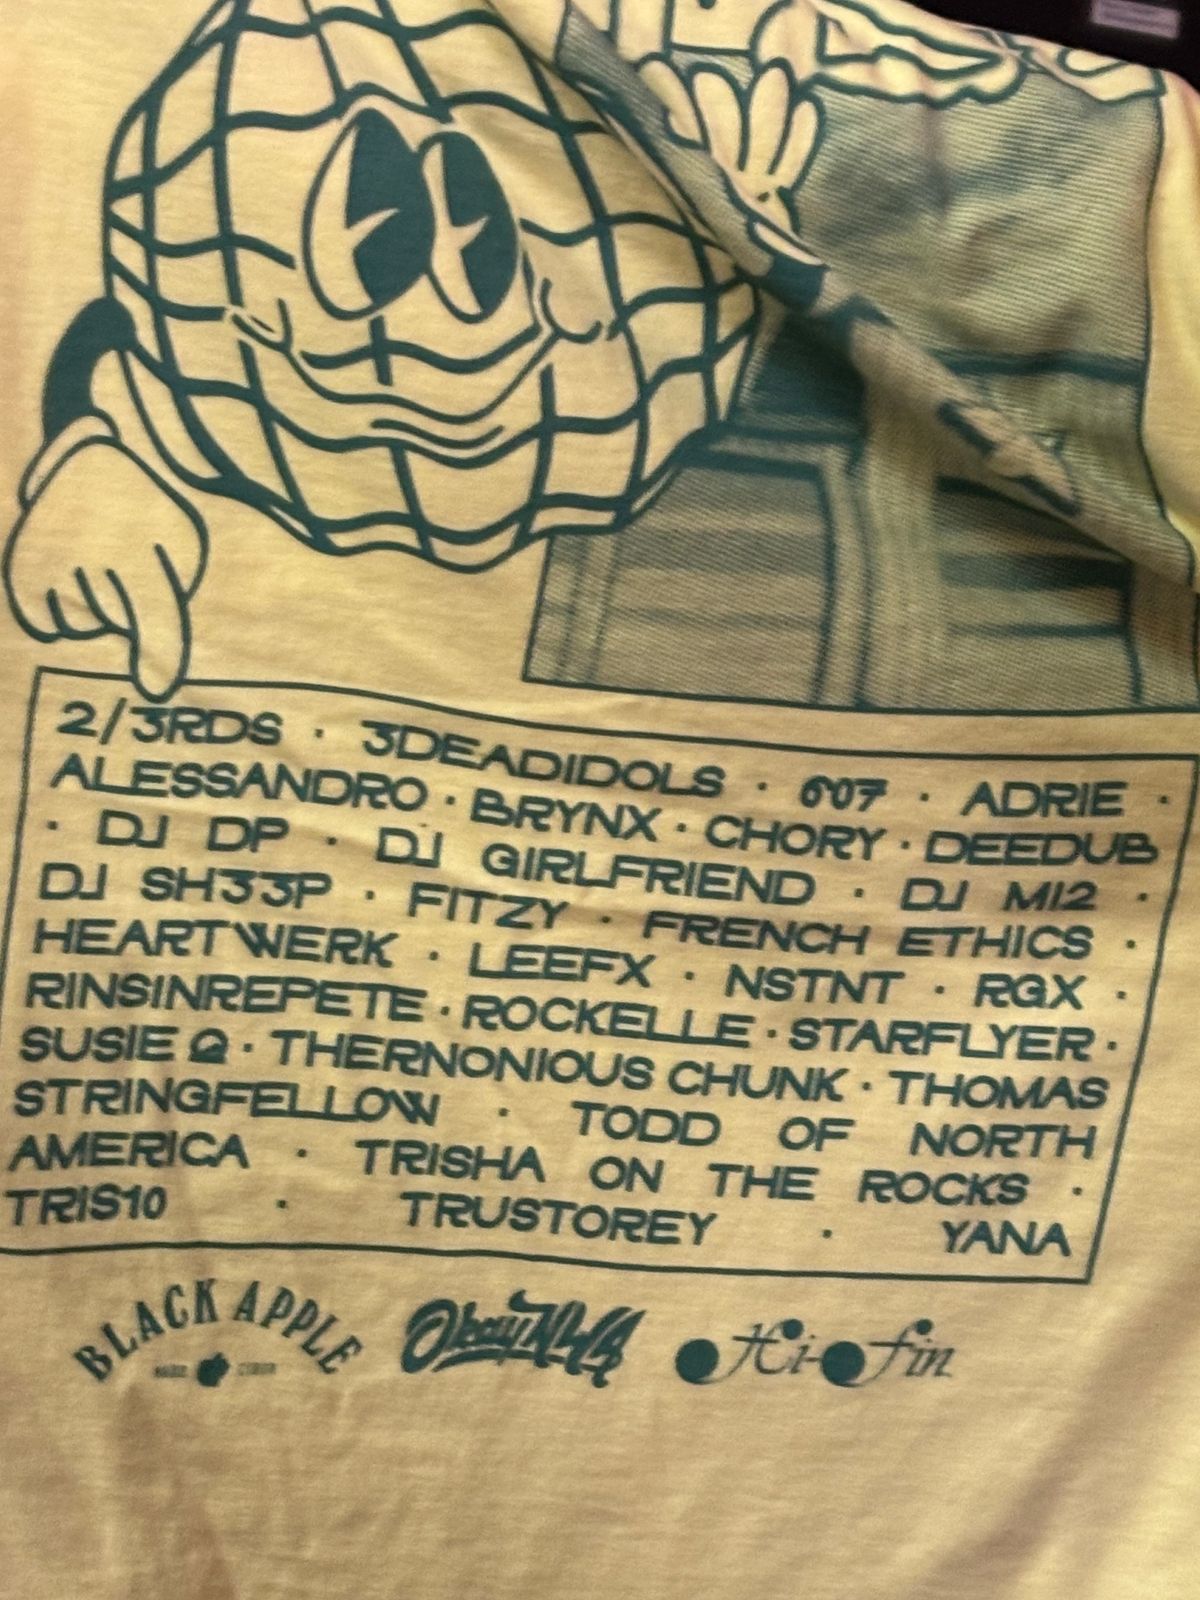 2/3RDS · 3DEADIDOLS · 607 · ADRIE ·
ALESSANDRO · BRYNX · CHORY · DEEDUB
· DJ DP · DJ GIRLFRIEND · DJ MI2 ·
DJ SH33P · FITZY · FRENCH ETHICS ·
HEARTWERK · LEEFX · NSTNT · RGX ·
RINSINREPETE · ROCKELLE · STARFLYER ·
SUSIE Q · THERNONIOUS CHUNK · THOMAS
STRINGFELLOW · TODD OF NORTH
AMERICA · TRISHA ON THE ROCKS ·
TRIS10 · TRUSTOREY · YANA
BLACK APPLE
HARD CIDER
Hi-Fin